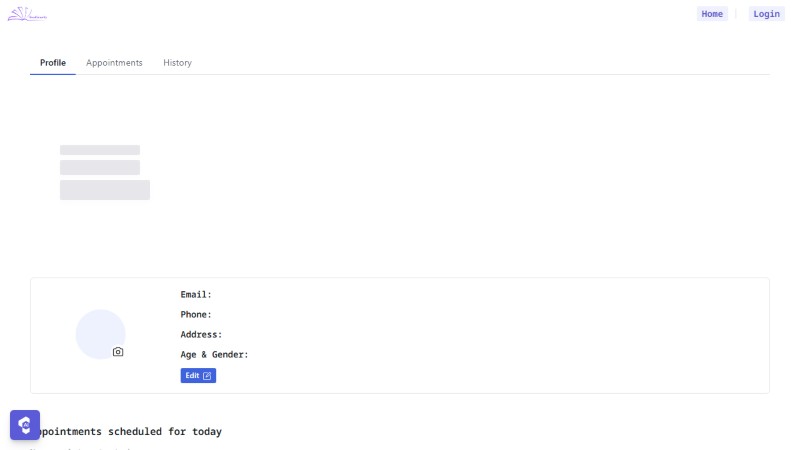 Home
Login
Profile
Appointments
History
Email:
Phone:
Address:
Age & Gender:
Edit
ppointments scheduled for today